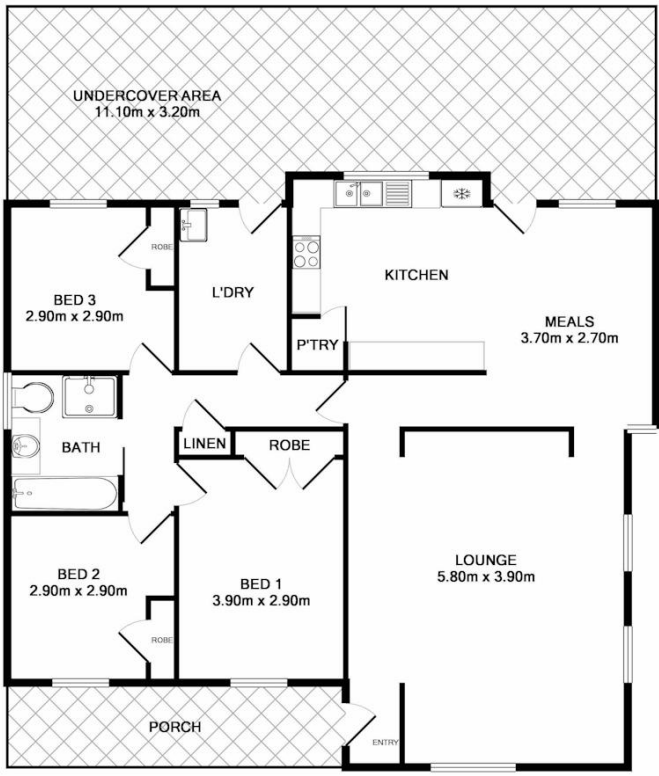 UNDERCOVER AREA
11.10m x 3.20m
ROBE
L'DRY
KITCHEN
BED 3
2.90m x 2.90m
P'TRY
MEALS
3.70m x 2.70m
BATH
LINEN
ROBE
BED 2
2.90m x 2.90m
BED 1
3.90m x 2.90m
LOUNGE
5.80m x 3.90m
ROBE
PORCH
ENTRY